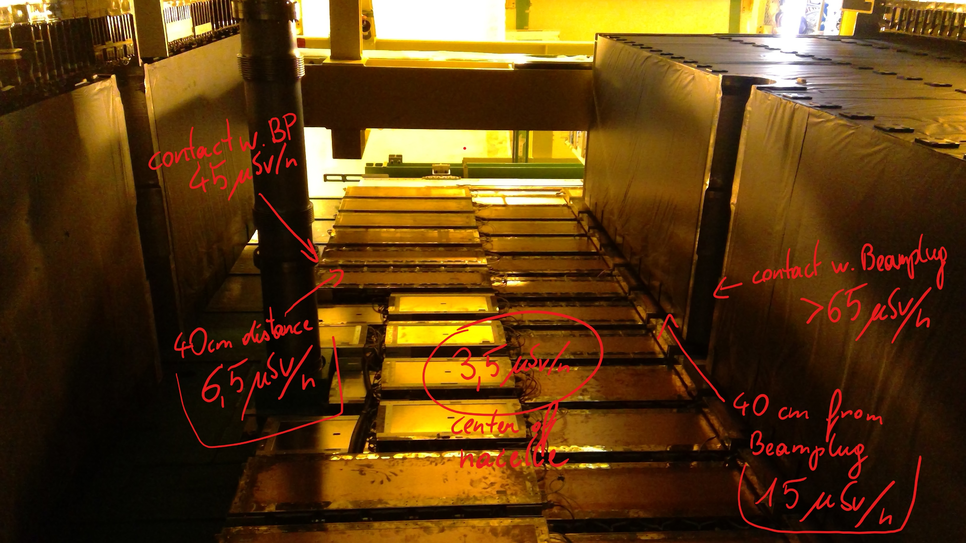 contact w. BP
45 µSv/h
40cm distance
6,5 µSv/h
3,5 µSv/h
center of
nacelle
contact w. Beamplug
>65 µSv/h
40 cm from
Beamplug
15 µSv/h